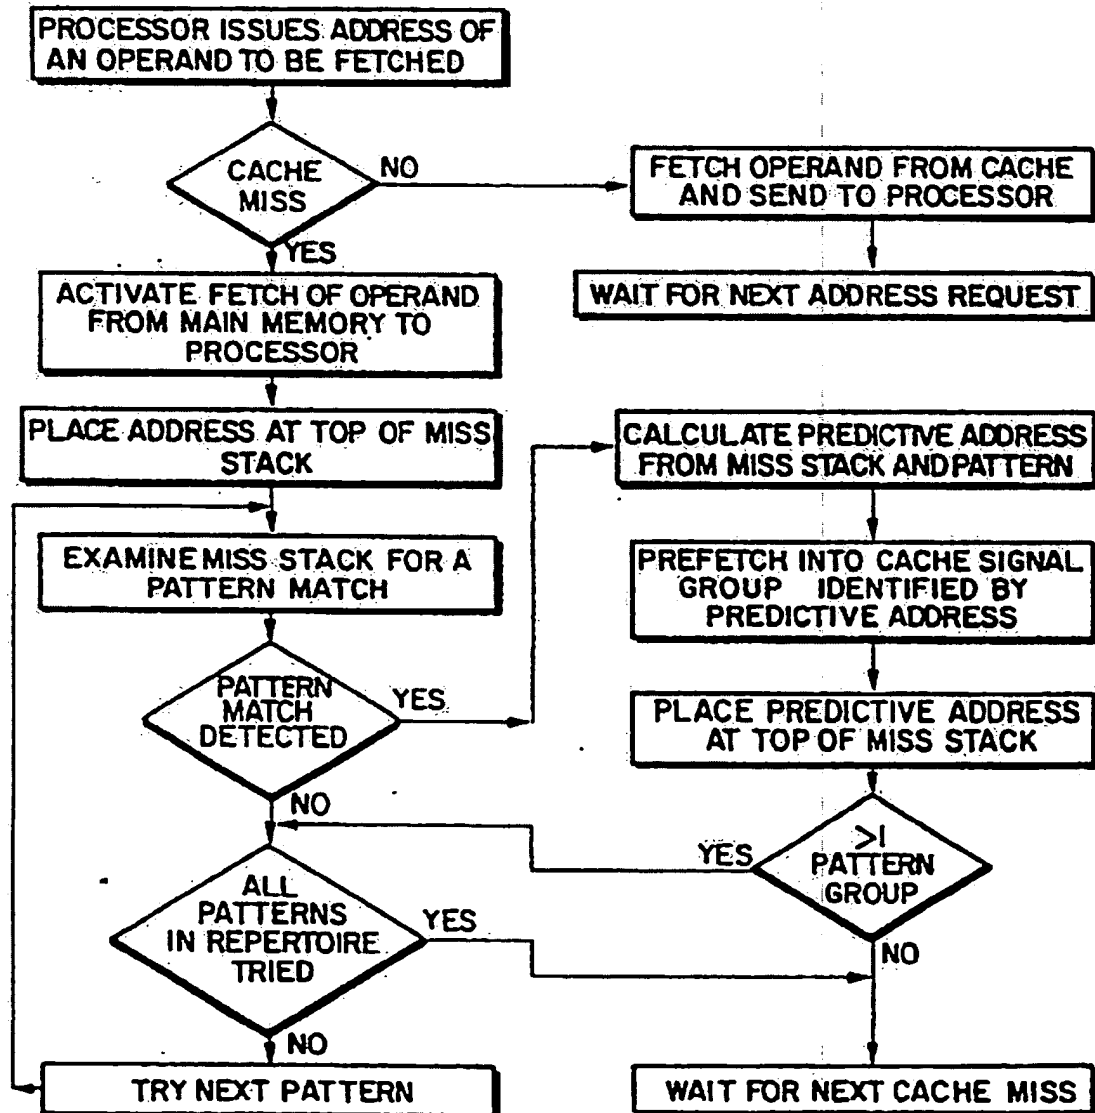 PROCESSOR ISSUES ADDRESS OF
AN OPERAND TO BE FETCHED
CACHE
MISS
NO
FETCH OPERAND FROM CACHE
AND SEND TO PROCESSOR
YES
WAIT FOR NEXT ADDRESS REQUEST
ACTIVATE FETCH OF OPERAND
FROM MAIN MEMORY TO
PROCESSOR
PLACE ADDRESS AT TOP OF MISS
STACK
EXAMINE MISS STACK FOR A
PATTERN MATCH
PATTERN
MATCH
DETECTED
YES
CALCULATE PREDICTIVE ADDRESS
FROM MISS STACK AND PATTERN
PREFETCH INTO CACHE SIGNAL
GROUP IDENTIFIED BY
PREDICTIVE ADDRESS
PLACE PREDICTIVE ADDRESS
AT TOP OF MISS STACK
>1
PATTERN
GROUP
YES
NO
NO
ALL
PATTERNS
IN REPERTOIRE
TRIED
YES
NO
TRY NEXT PATTERN
WAIT FOR NEXT CACHE MISS